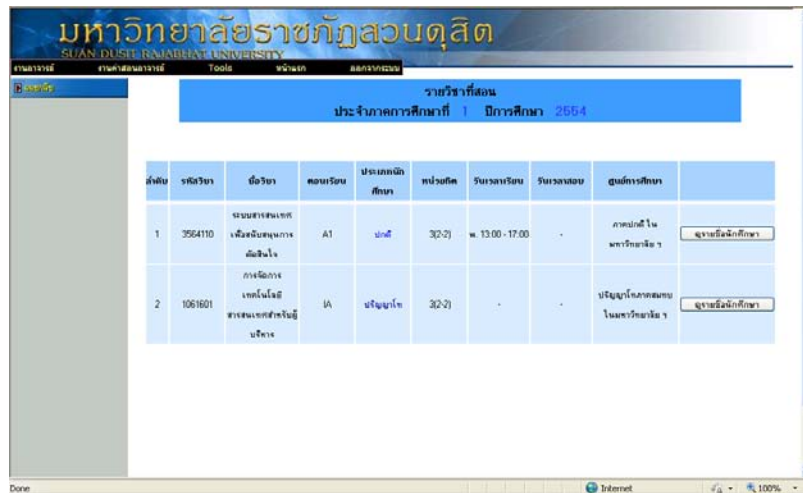 มหาวิทยาลัยราชภัฏสวนดุสิต
SUAN DUSIT RAJABHAT UNIVERSITY
งานอาจารย์ งานค่าสอนอาจารย์ Tools หน้าแรก ออกจากระบบ
รายวิชาที่สอน
ประจำภาคการศึกษาที่ 1 ปีการศึกษา 2554
ลำดับ รหัสวิชา ชื่อวิชา ตอนเรียน ประเภทนัก
ศึกษา
หน่วยกิต วันเวลาเรียน วันเวลาสอบ ศูนย์การศึกษา
ระบบสารสนเทศ
เพื่อสนับสนุนการ
ตัดสินใจ
1 3564110 A1 ปกติ 3(2-2) พ. 13:00 - 17:00 -
ภาคปกติ ใน
มหาวิทยาลัย ฯ
ดูรายชื่อนักศึกษา
การจัดการ
เทคโนโลยี
สารสนเทศสำหรับผู้
บริหาร
2 1061601 IA ปริญญาโท 3(2-2) - -
ปริญญาโทภาคสมทบ
ในมหาวิทยาลัย ฯ
ดูรายชื่อนักศึกษา
Done Internet 100%